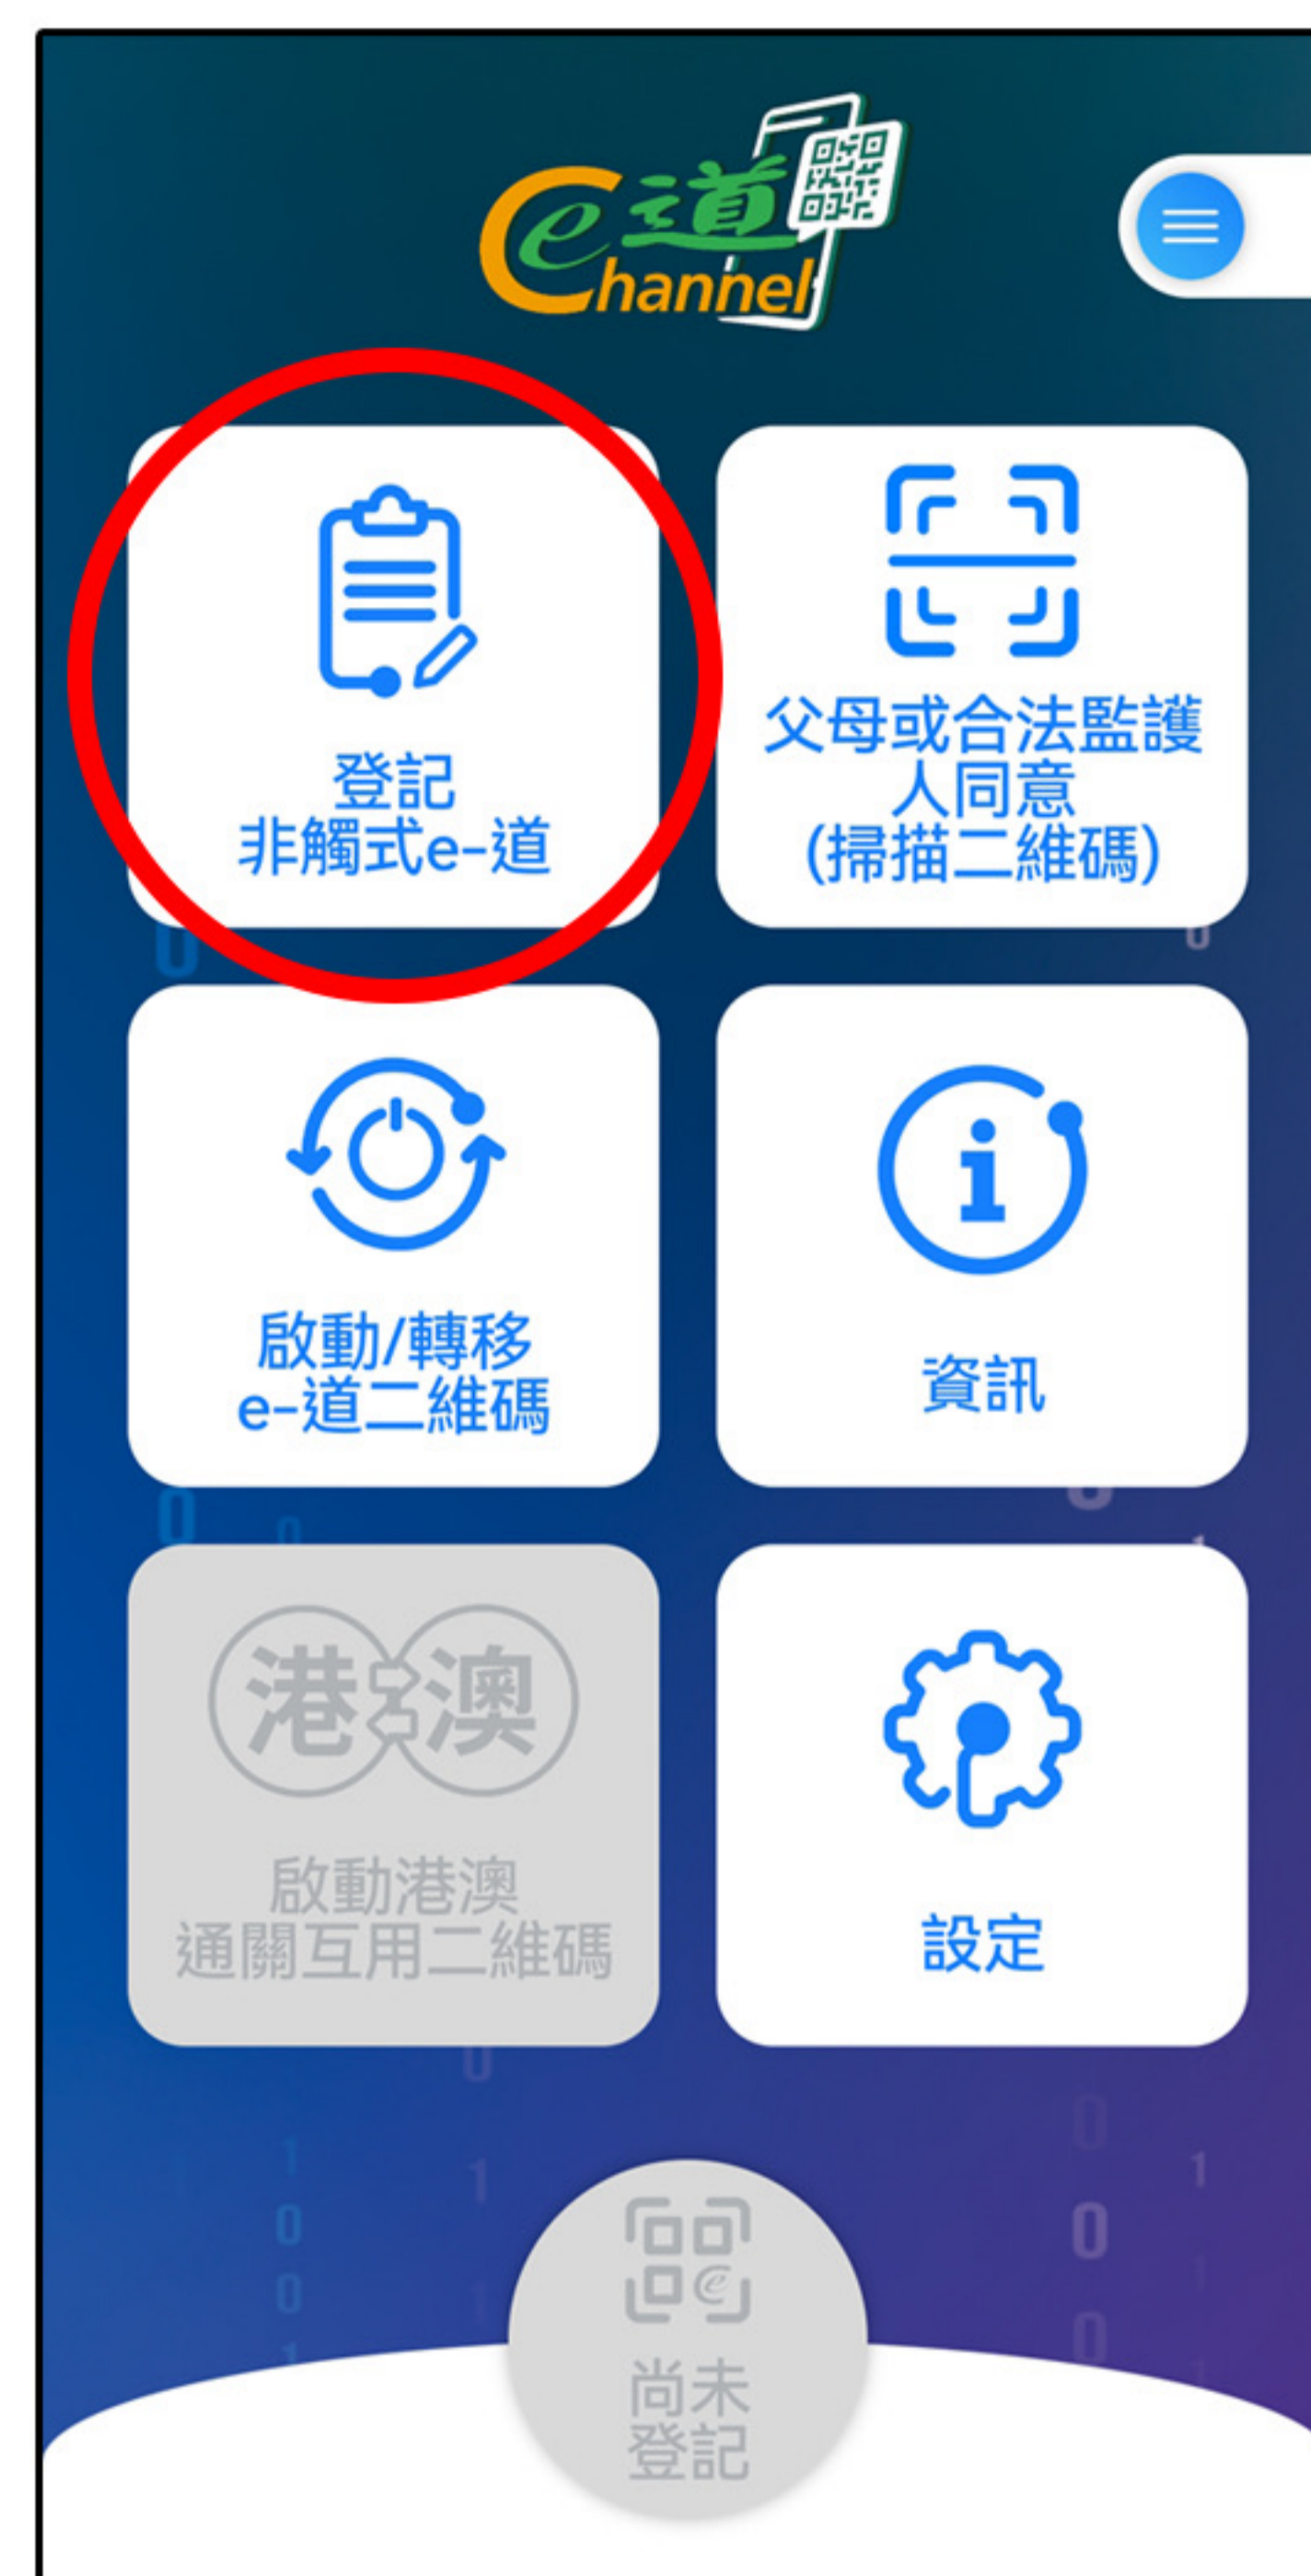 e道
Channel
登記
非觸式e-道
父母或合法監護
人同意
(掃描二維碼)
啟動/轉移
e-道二維碼
資訊
港澳
啟動港澳
通關互用二維碼
設定
尚未
登記